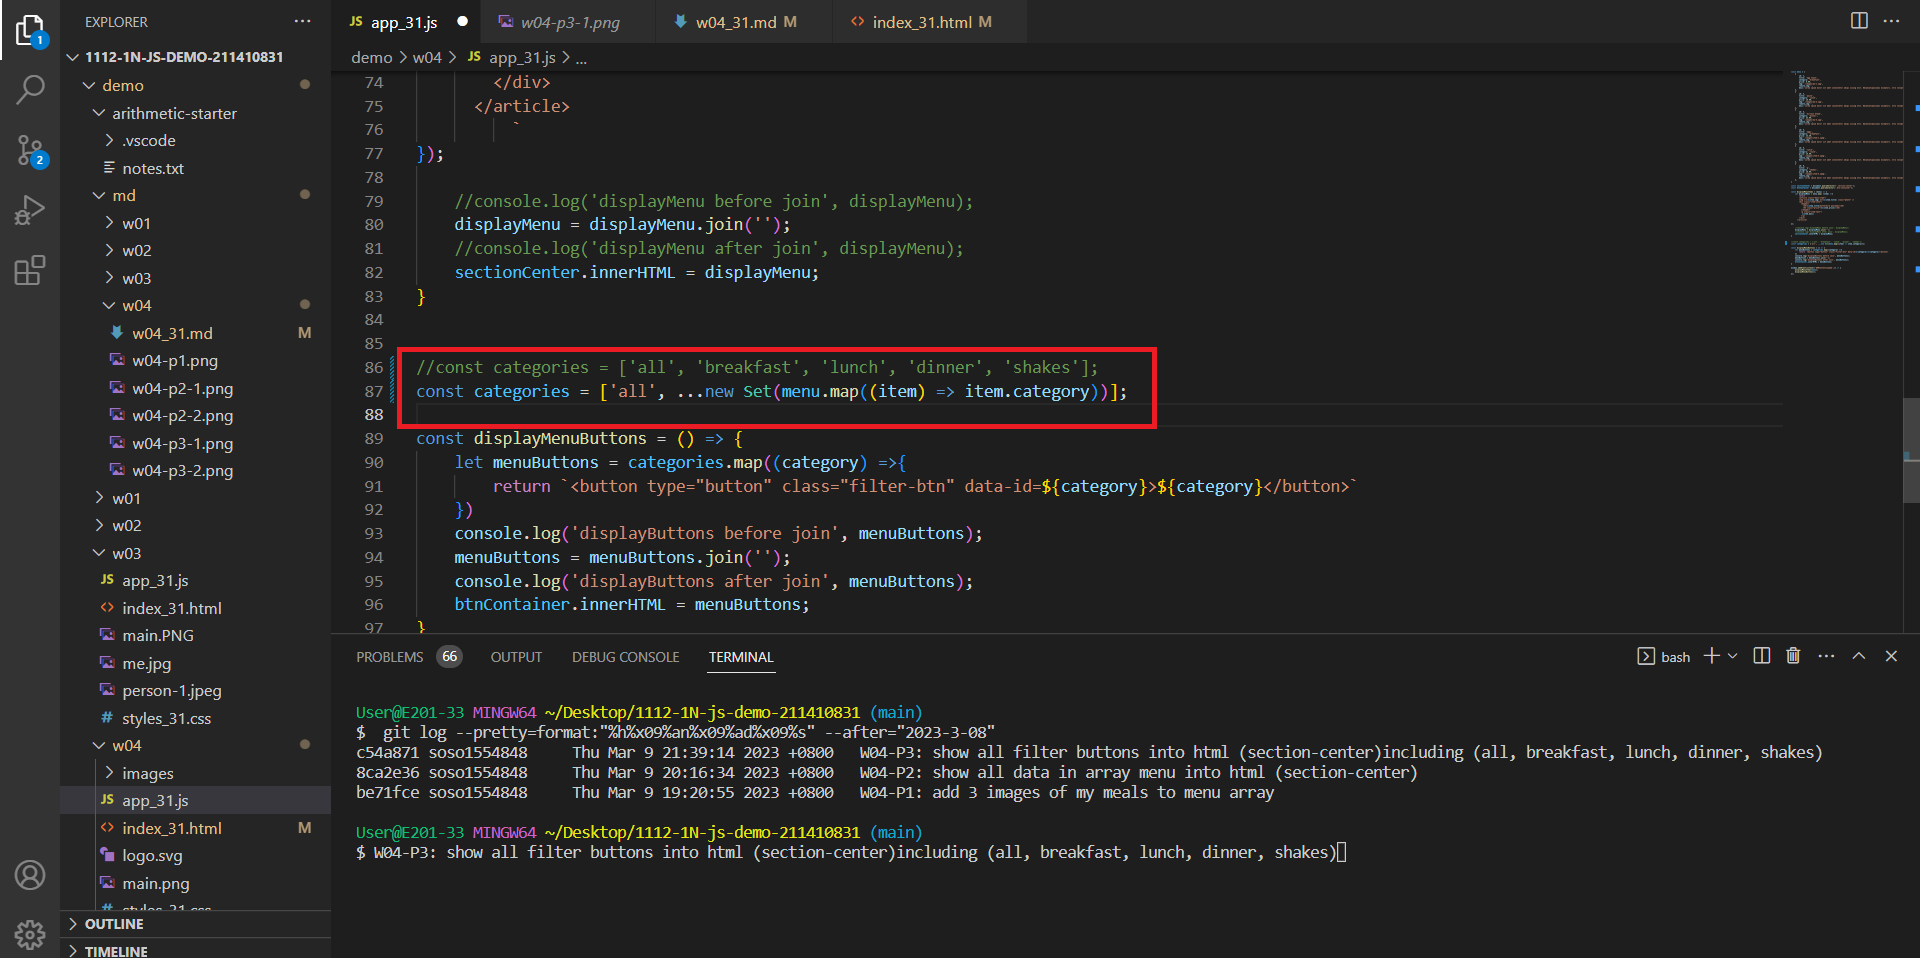 EXPLORER
1112-1N-JS-DEMO-211410831
demo
arithmetic-starter
.vscode
notes.txt
md
w01
w02
w03
w04
w04_31.md M
w04-p1.png
w04-p2-1.png
w04-p2-2.png
w04-p3-1.png
w04-p3-2.png
w01
w02
w03
JS app_31.js
<> index_31.html
main.PNG
me.jpg
person-1.jpeg
# styles_31.css
w04
images
JS app_31.js
<> index_31.html M
logo.svg
main.png
# styles_31.css
OUTLINE
TIMELINE
1
2
JS app_31.js
w04-p3-1.png
w04_31.md M
<> index_31.html M
demo > w04 > JS app_31.js > ...
74 </div>
75 </article>
76 `
77 });
78
79 //console.log('displayMenu before join', displayMenu);
80 displayMenu = displayMenu.join('');
81 //console.log('displayMenu after join', displayMenu);
82 sectionCenter.innerHTML = displayMenu;
83 }
84
85
86 //const categories = ['all', 'breakfast', 'lunch', 'dinner', 'shakes'];
87 const categories = ['all', ...new Set(menu.map((item) => item.category))];
88
89 const displayMenuButtons = () => {
90 let menuButtons = categories.map((category) =>{
91 return `<button type="button" class="filter-btn" data-id=${category}>${category}</button>`
92 })
93 console.log('displayButtons before join', menuButtons);
94 menuButtons = menuButtons.join('');
95 console.log('displayButtons after join', menuButtons);
96 btnContainer.innerHTML = menuButtons;
97 }
PROBLEMS 66 OUTPUT DEBUG CONSOLE TERMINAL
bash
User@E201-33 MINGW64 ~/Desktop/1112-1N-js-demo-211410831 (main)
$ git log --pretty=format:"%h%x09%an%x09%ad%x09%s" --after="2023-3-08"
c54a871 soso1554848 Thu Mar 9 21:39:14 2023 +0800 W04-P3: show all filter buttons into html (section-center)including (all, breakfast, lunch, dinner, shakes)
8ca2e36 soso1554848 Thu Mar 9 20:16:34 2023 +0800 W04-P2: show all data in array menu into html (section-center)
be71fce soso1554848 Thu Mar 9 19:20:55 2023 +0800 W04-P1: add 3 images of my meals to menu array
User@E201-33 MINGW64 ~/Desktop/1112-1N-js-demo-211410831 (main)
$ W04-P3: show all filter buttons into html (section-center)including (all, breakfast, lunch, dinner, shakes)